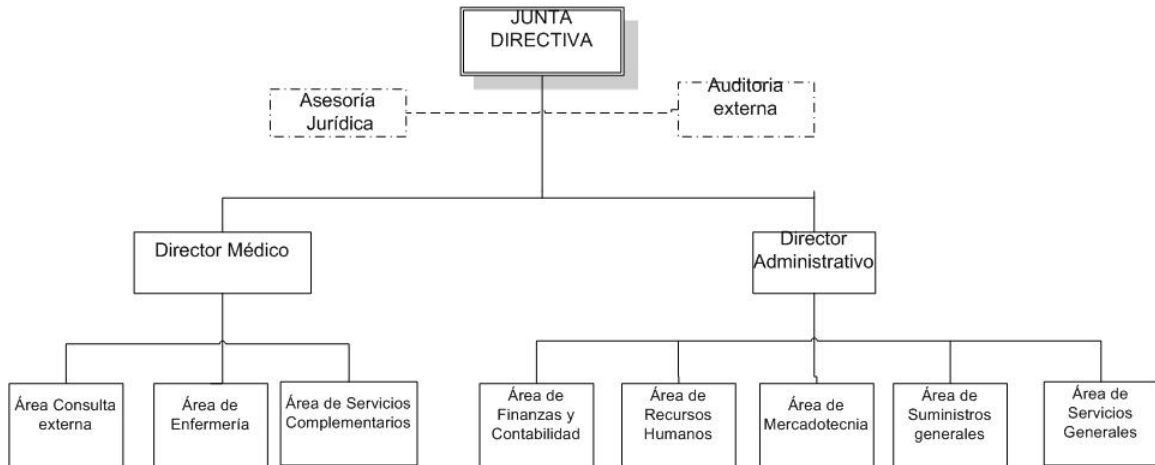 JUNTA
DIRECTIVA
Asesoría
Jurídica
Auditoria
externa
Director Médico
Director
Administrativo
Área Consulta
externa
Área de
Enfermería
Área de Servicios
Complementarios
Área de
Finanzas y
Contabilidad
Área de
Recursos
Humanos
Área de
Mercadotecnia
Área de
Suministros
generales
Área de
Servicios
Generales